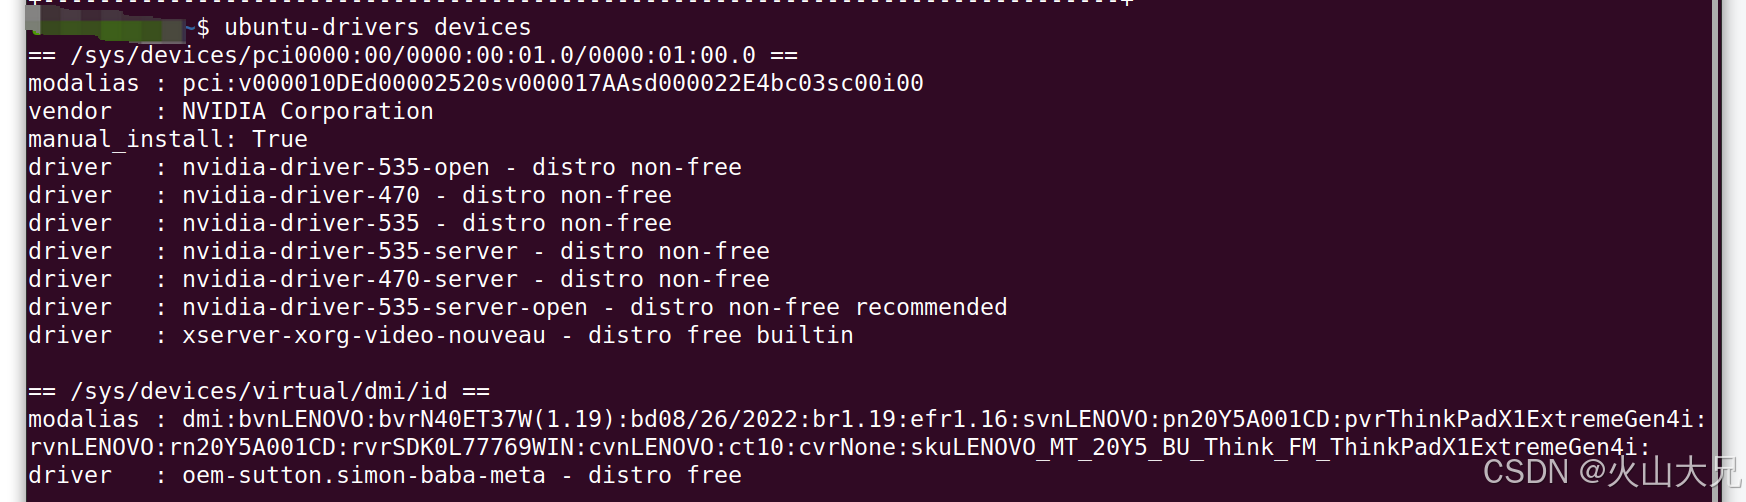 +-----------------------------------------------------------------------------+
~$ ubuntu-drivers devices
== /sys/devices/pci0000:00/0000:00:01.0/0000:01:00.0 ==
modalias : pci:v000010DEd00002520sv000017AAsd000022E4bc03sc00i00
vendor   : NVIDIA Corporation
manual_install: True
driver   : nvidia-driver-535-open - distro non-free
driver   : nvidia-driver-470 - distro non-free
driver   : nvidia-driver-535 - distro non-free
driver   : nvidia-driver-535-server - distro non-free
driver   : nvidia-driver-470-server - distro non-free
driver   : nvidia-driver-535-server-open - distro non-free recommended
driver   : xserver-xorg-video-nouveau - distro free builtin
== /sys/devices/virtual/dmi/id ==
modalias : dmi:bvnLENOVO:bvrN40ET37W(1.19):bd08/26/2022:br1.19:efr1.16:svnLENOVO:pn20Y5A001CD:pvrThinkPadX1ExtremeGen4i:
rvnLENOVO:rn20Y5A001CD:rvrSDK0L77769WIN:cvnLENOVO:ct10:cvrNone:skuLENOVO_MT_20Y5_BU_Think_FM_ThinkPadX1ExtremeGen4i:
driver   : oem-sutton.simon-baba-meta - distro free
CSDN @火山大兄